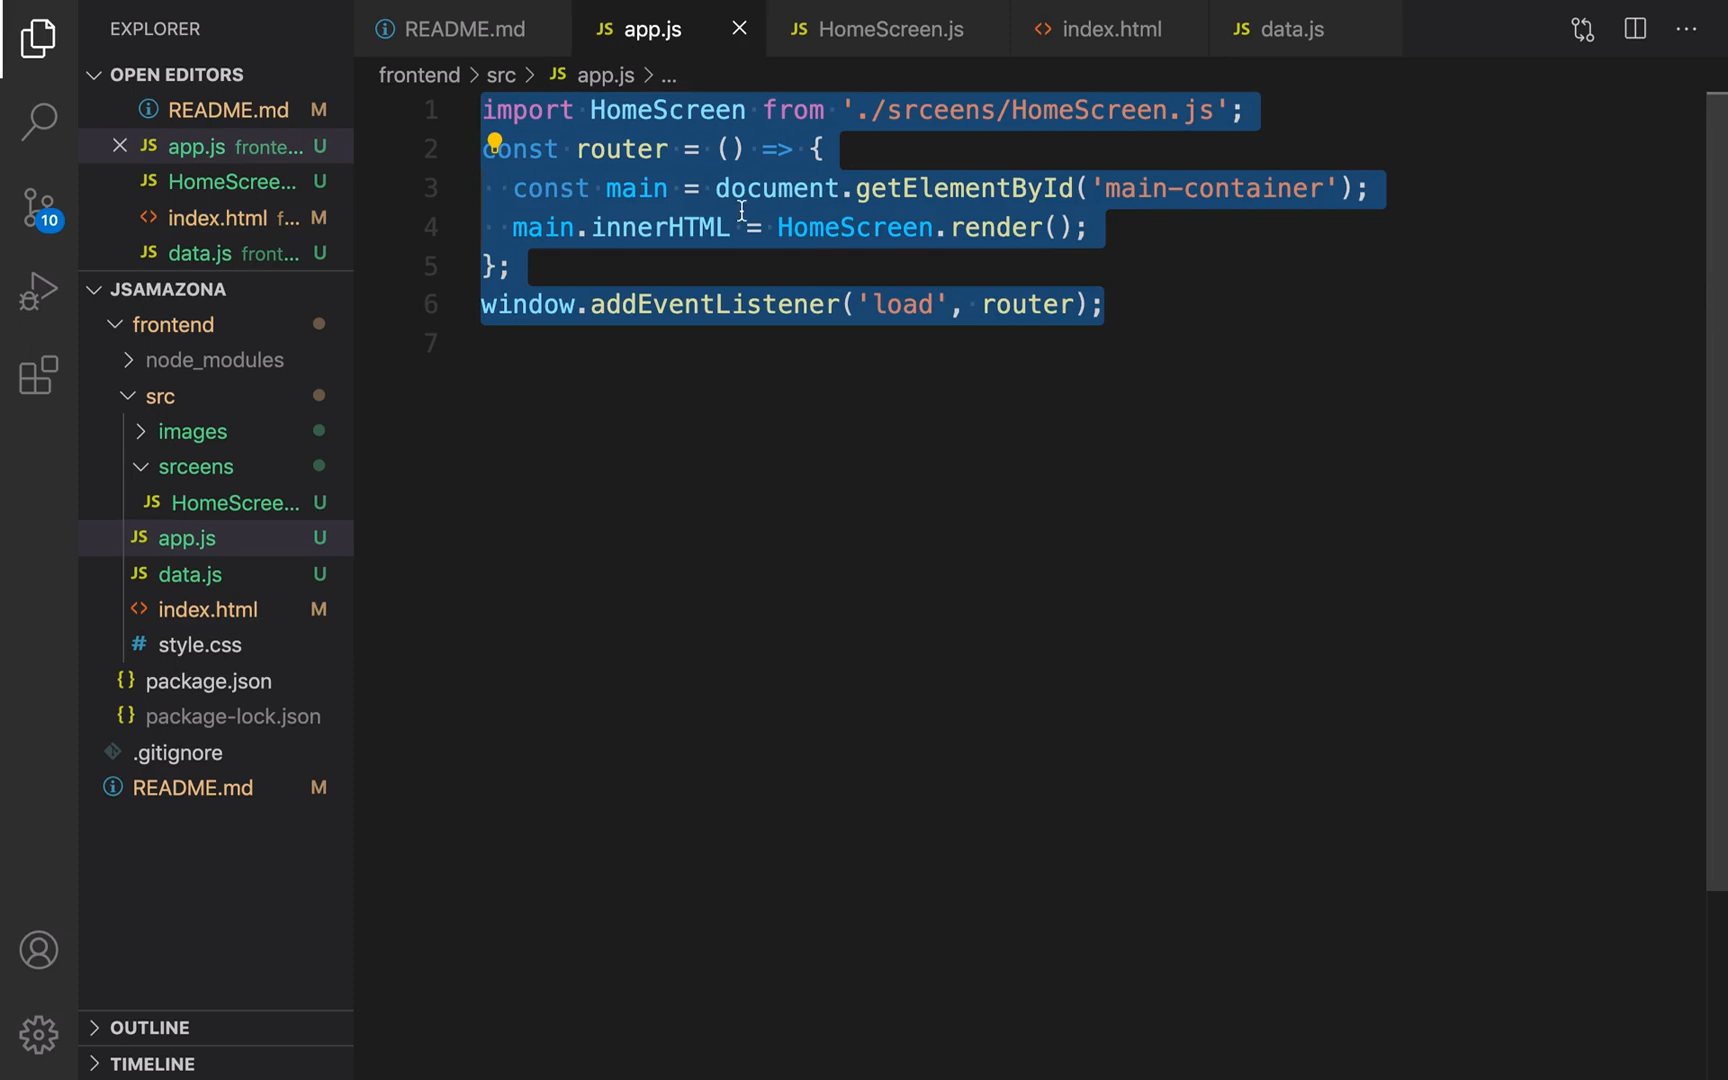 EXPLORER
OPEN EDITORS
README.md M
app.js fronte... U
HomeScree... U
index.html f... M
data.js front... U
JSAMAZONA
frontend
node_modules
src
images
srceens
HomeScree... U
app.js U
data.js U
index.html M
style.css
package.json
package-lock.json
.gitignore
README.md M
OUTLINE
TIMELINE
10
README.md
app.js
HomeScreen.js
index.html
data.js
frontend > src > JS app.js > ...
1 import HomeScreen from './srceens/HomeScreen.js';
2 const router = () => {
3 const main = document.getElementById('main-container');
4 main.innerHTML = HomeScreen.render();
5 };
6 window.addEventListener('load', router);
7